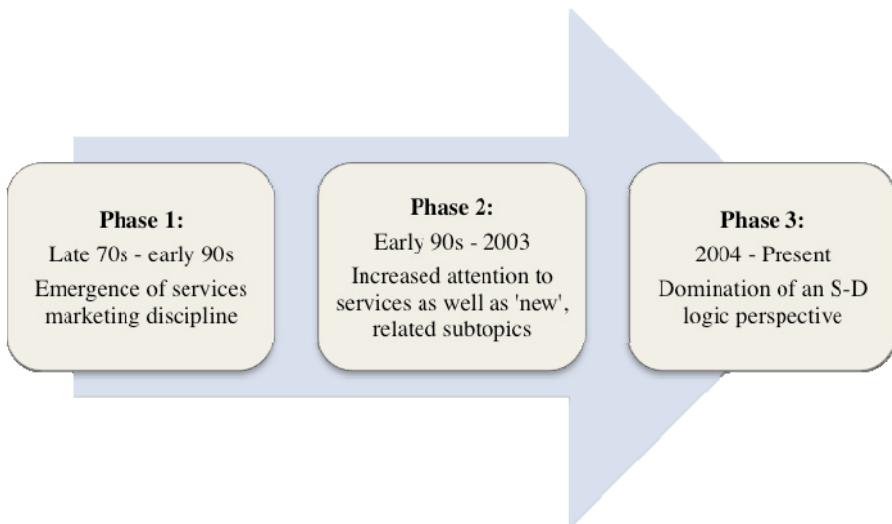 Phase 1:
Late 70s - early 90s
Emergence of services
marketing discipline
Phase 2:
Early 90s - 2003
Increased attention to
services as well as 'new',
related subtopics
Phase 3:
2004 - Present
Domination of an S-D
logic perspective